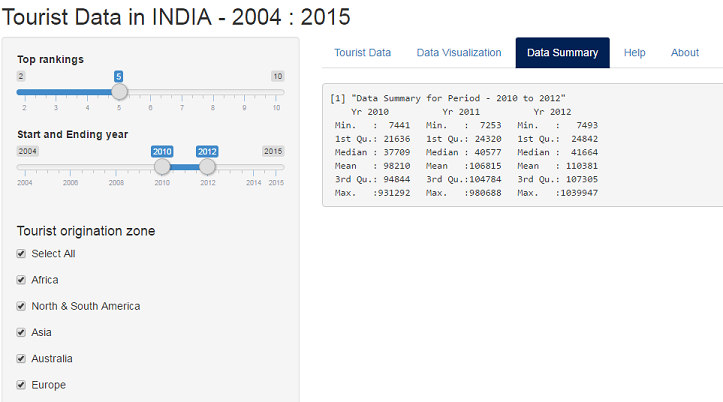 Tourist Data in INDIA - 2004 : 2015
Top rankings
2 5 10
2 3 4 5 6 7 8 9 10
Start and Ending year
2004 2010 2012 2015
2004 2006 2008 2010 2012 2014 2015
Tourist origination zone
Select All
Africa
North & South America
Asia
Australia
Europe
Tourist Data Data Visualization Data Summary Help About
[1] "Data Summary for Period - 2010 to 2012"
Yr 2010 Yr 2011 Yr 2012
Min. : 7441 Min. : 7253 Min. : 7493
1st Qu.: 21636 1st Qu.: 24320 1st Qu.: 24842
Median : 37709 Median : 40577 Median : 41664
Mean : 98210 Mean :106815 Mean : 110381
3rd Qu.: 94844 3rd Qu.:104784 3rd Qu.: 107305
Max. :931292 Max. :980688 Max. :1039947